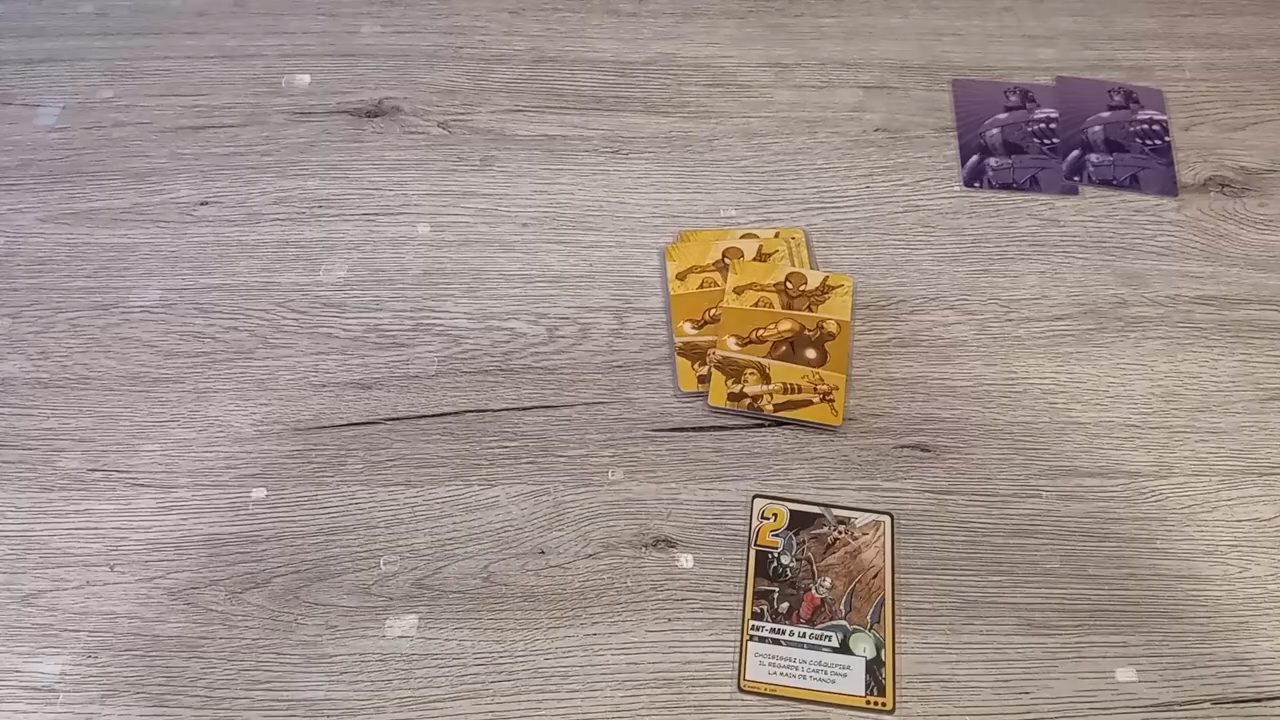 2
ANT-MAN & LA GUÊPE
CHOISISSEZ UN COÉQUIPIER.
IL REGARDE 1 CARTE DANS
LA MAIN DE THANOS.